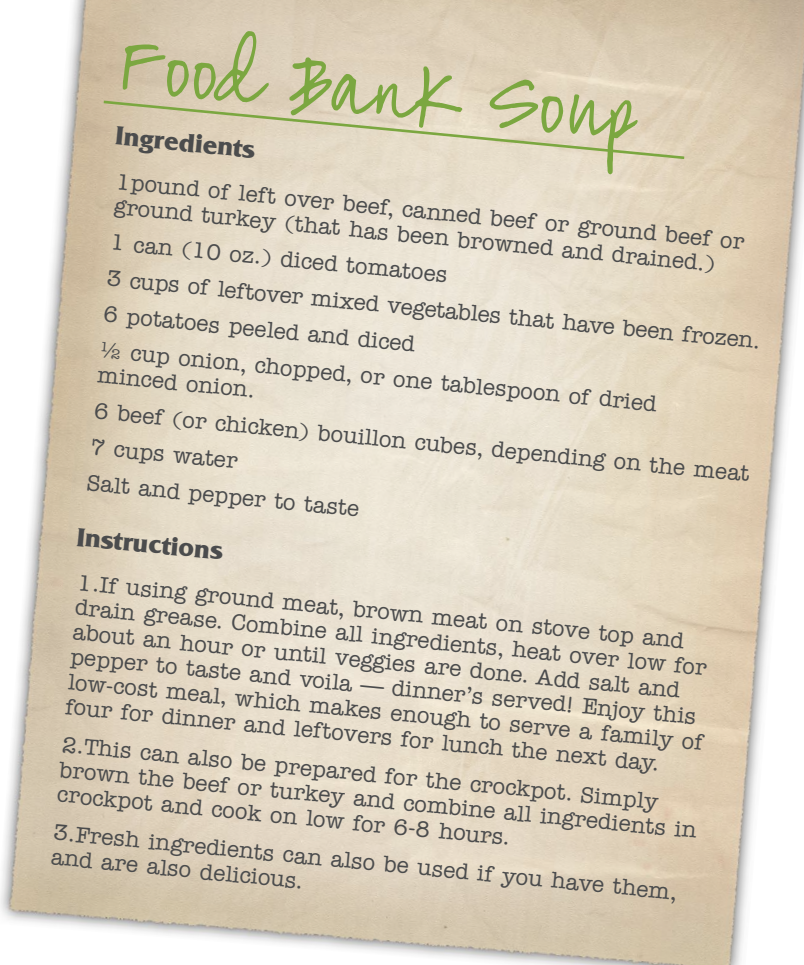 Food Bank Soup
Ingredients
1pound of left over beef, canned beef or ground beef or
ground turkey (that has been browned and drained.)
1 can (10 oz.) diced tomatoes
3 cups of leftover mixed vegetables that have been frozen.
6 potatoes peeled and diced
½ cup onion, chopped, or one tablespoon of dried
minced onion.
6 beef (or chicken) bouillon cubes, depending on the meat
7 cups water
Salt and pepper to taste
Instructions
1.If using ground meat, brown meat on stove top and
drain grease. Combine all ingredients, heat over low for
about an hour or until veggies are done. Add salt and
pepper to taste and voila — dinner's served! Enjoy this
low-cost meal, which makes enough to serve a family of
four for dinner and leftovers for lunch the next day.
2.This can also be prepared for the crockpot. Simply
brown the beef or turkey and combine all ingredients in
crockpot and cook on low for 6-8 hours.
3.Fresh ingredients can also be used if you have them,
and are also delicious.